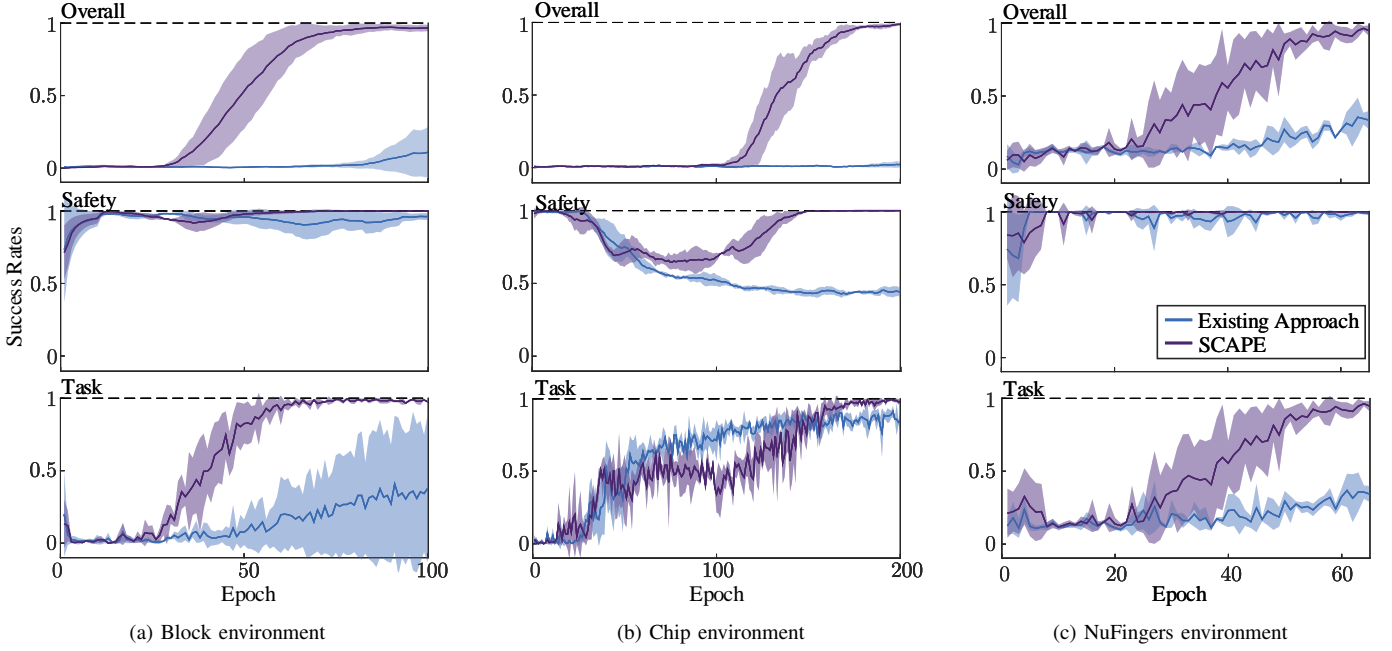 Overall
1
0.5
0
Safety
1
0.5
0
Success Rates
Task
1
0.5
0
0 50 100
Epoch
(a) Block environment
Overall
1
0.5
0
Safety
1
0.5
0
Task
1
0.5
0
0 100 200
Epoch
(b) Chip environment
Overall
1
0.5
0
Safety
1
0.5
0
Existing Approach
SCAPE
Task
1
0.5
0
0 20 40 60
Epoch
(c) NuFingers environment